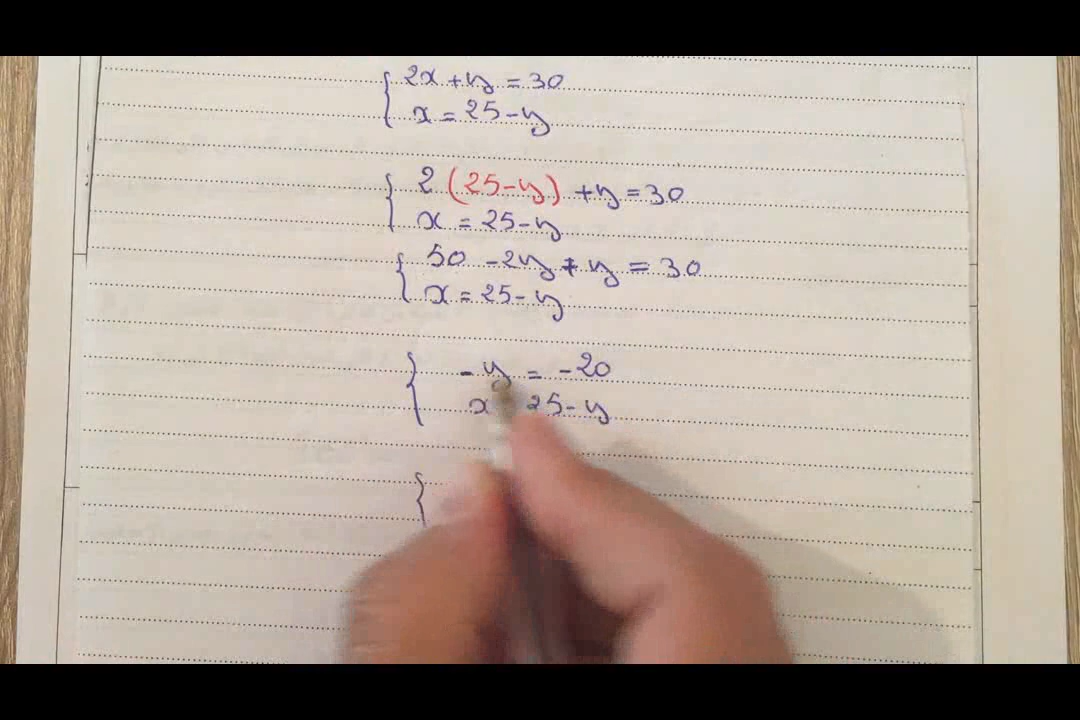 2x + y = 30
x = 25 - y
2 (25 - y) + y = 30
x = 25 - y
50 - 2y + y = 30
x = 25 - y
- y = - 20
x 25 - y